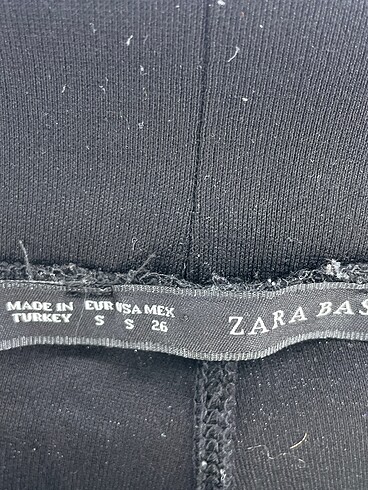 MADE IN EUR USA MEX
TURKEY S S 26
ZARA BAS